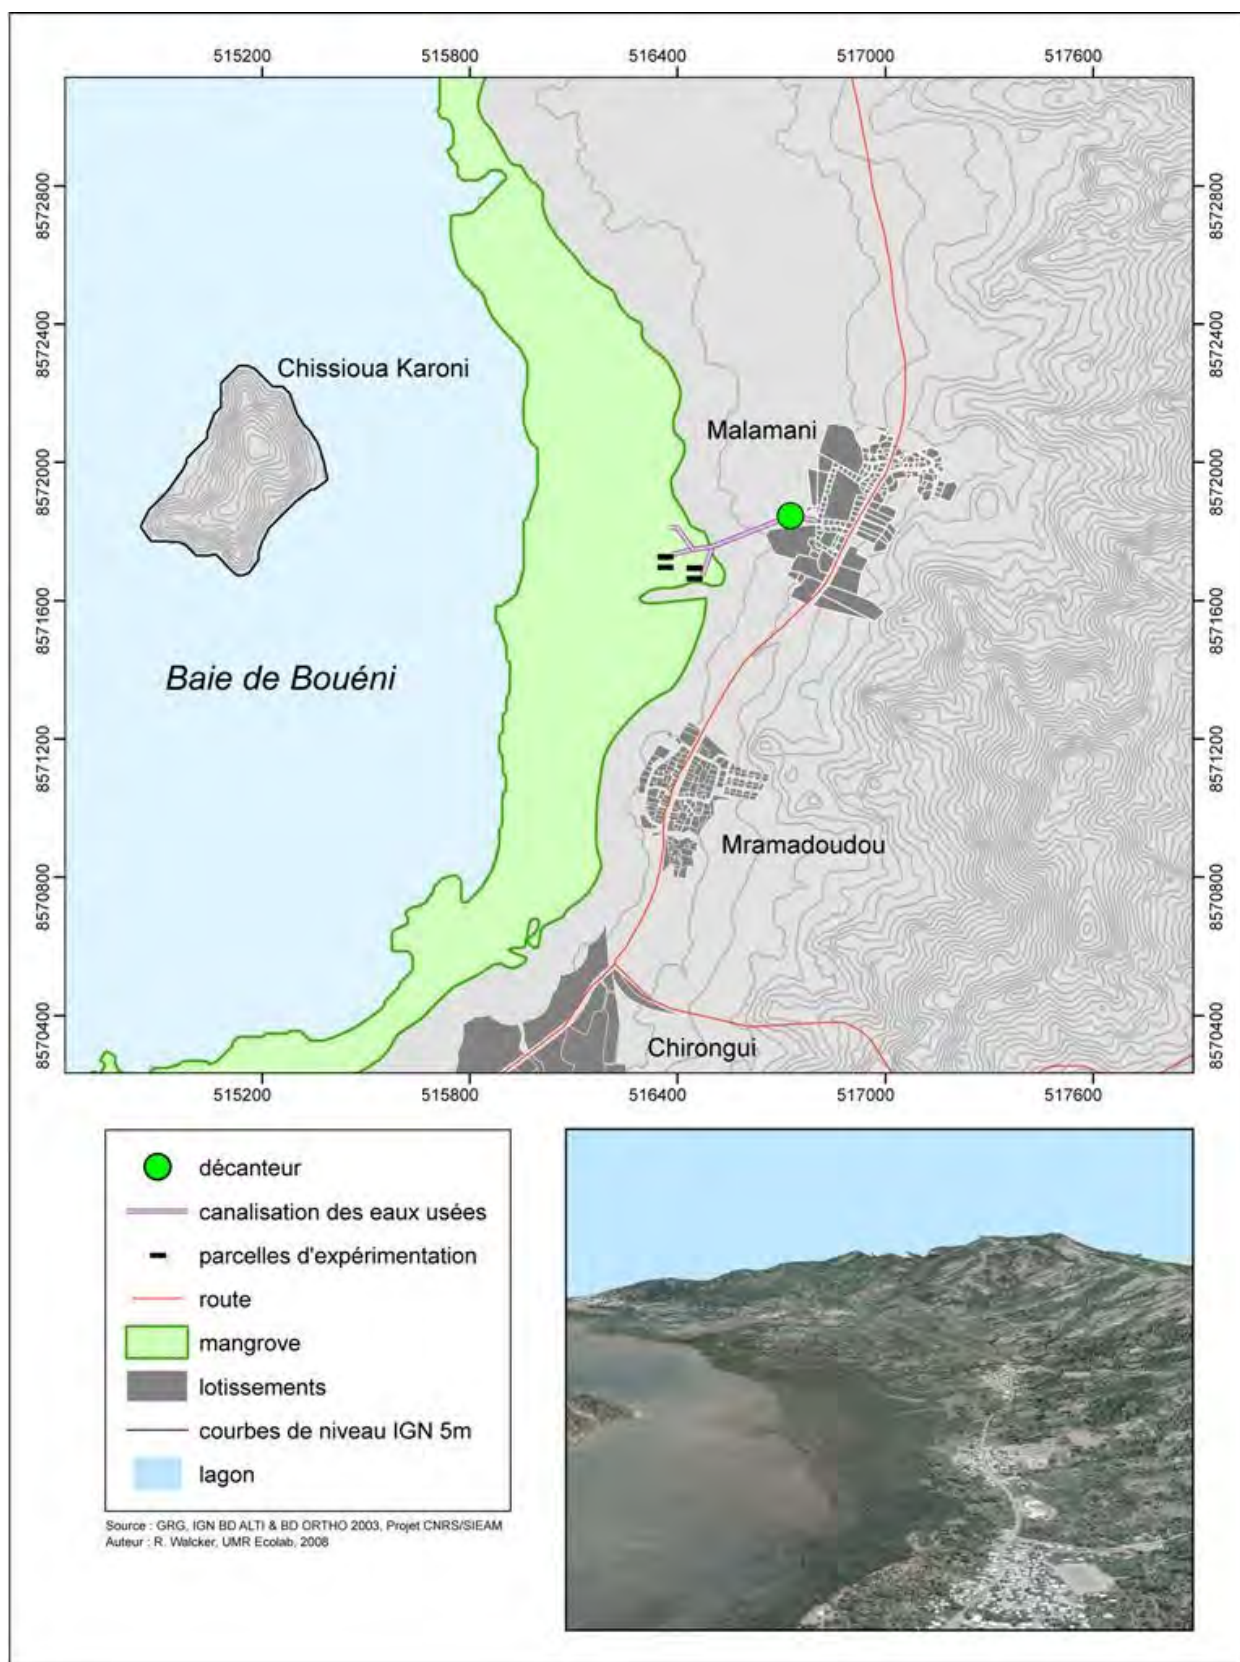 515200 515800 516400 517000 517600
8572800 8572800
8572400 8572400
Chissioua Karoni
Malamani
8572000 8572000
8571600 8571600
Baie de Bouéni
8571200 8571200
Mramadoudou
8570800 8570800
8570400 8570400
Chirongui
515200 515800 516400 517000 517600
décanteur
canalisation des eaux usées
parcelles d'expérimentation
route
mangrove
lotissements
courbes de niveau IGN 5m
lagon
Source : GRG, IGN BD ALTI & BD ORTHO 2003, Projet CNRS/SIEAM
Auteur : R. Walcker, UMR Ecolab, 2008